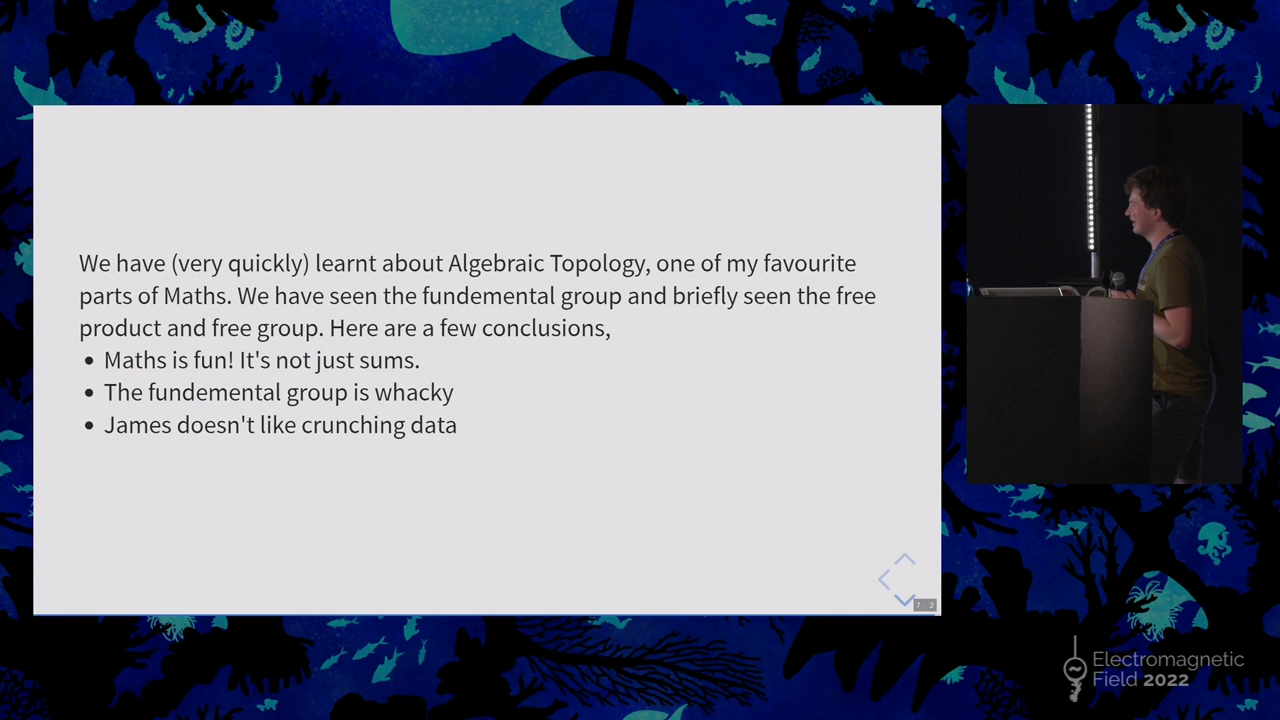 We have (very quickly) learnt about Algebraic Topology, one of my favourite
parts of Maths. We have seen the fundemental group and briefly seen the free
product and free group. Here are a few conclusions,
• Maths is fun! It's not just sums.
• The fundemental group is whacky
• James doesn't like crunching data
7 . 2
Electromagnetic
Field 2022